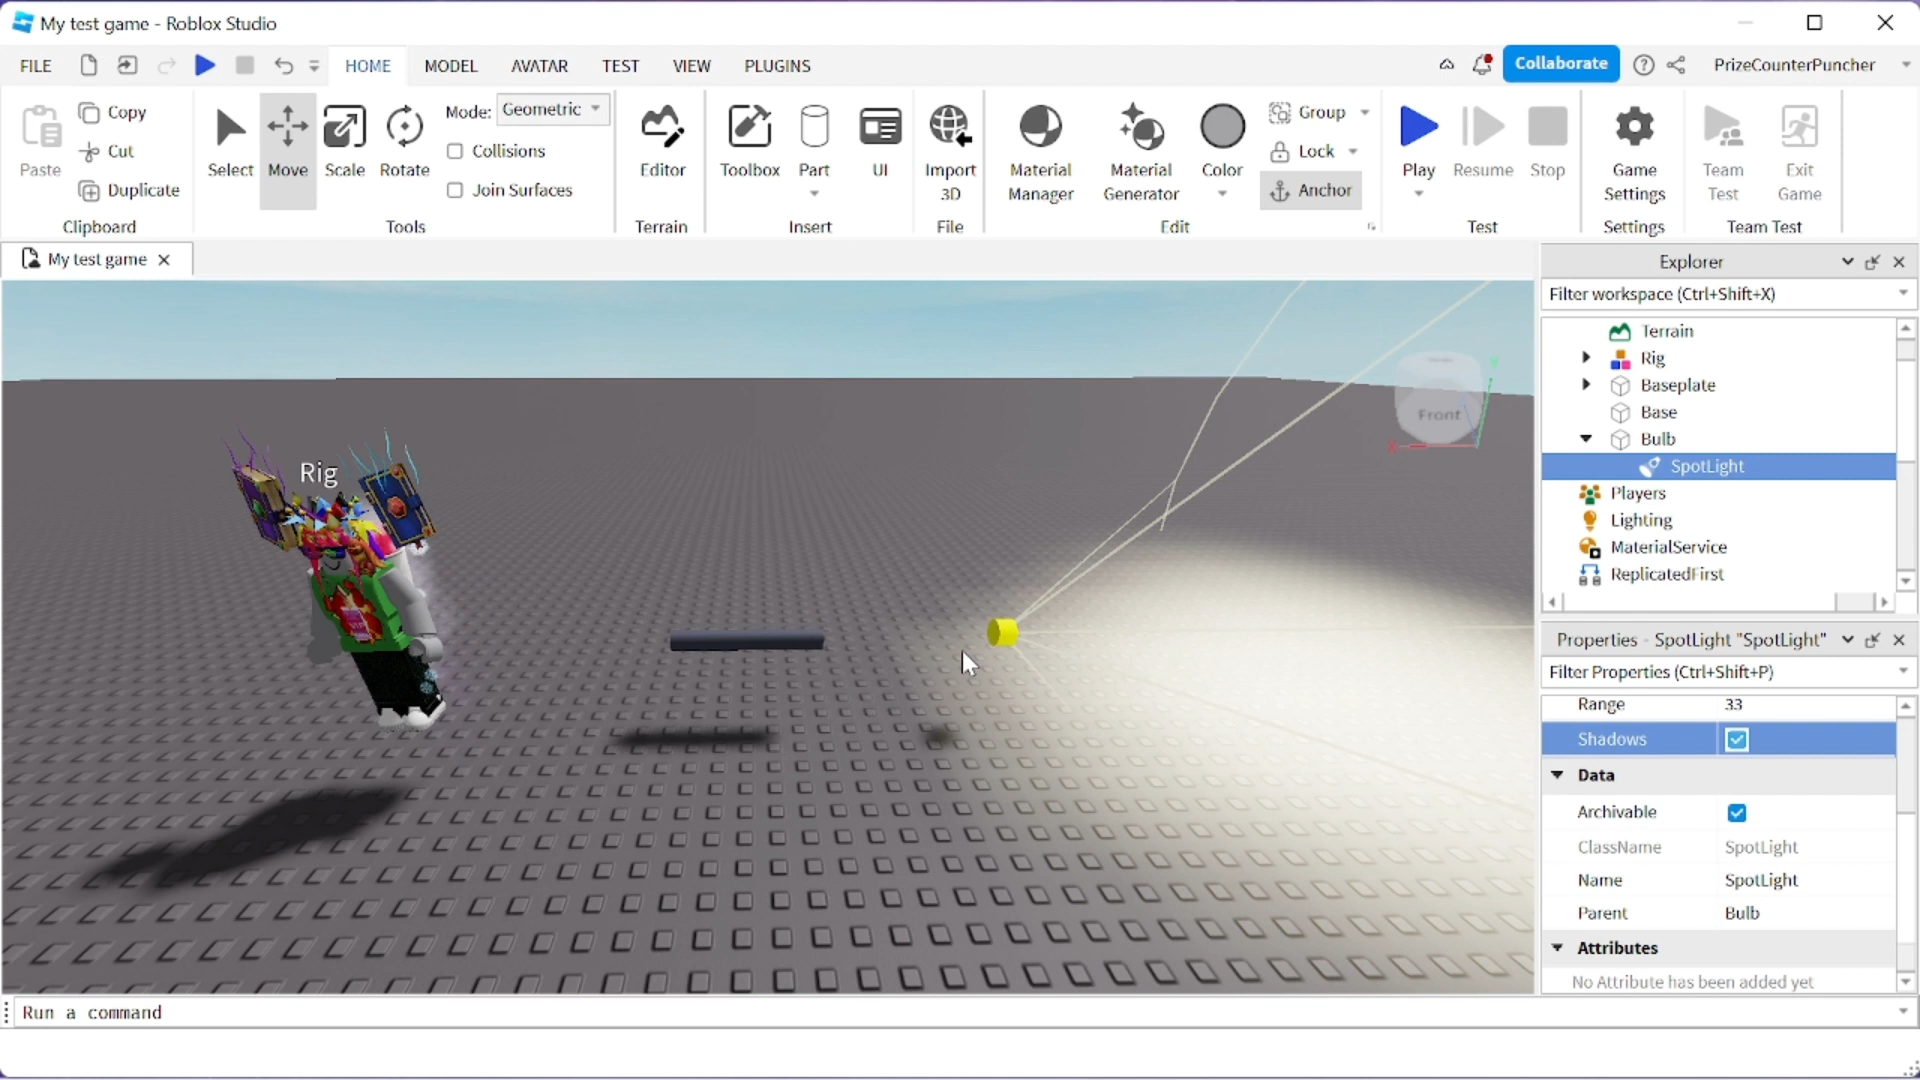 My test game - Roblox Studio
FILE HOME MODEL AVATAR TEST VIEW PLUGINS Collaborate PrizeCounterPuncher
Paste
Copy
Cut
Duplicate
Clipboard
Select Move Scale Rotate
Mode: Geometric
Collisions
Join Surfaces
Tools
Editor
Terrain
Toolbox Part UI
Insert
Import 3D
File
Material Manager
Material Generator
Color
Group
Lock
Anchor
Edit
Play Resume Stop
Test
Game Settings
Settings
Team Test
Exit Game
Team Test
My test game
Rig
Front
X
Explorer
Filter workspace (Ctrl+Shift+X)
Terrain
Rig
Baseplate
Base
Bulb
SpotLight
Players
Lighting
MaterialService
ReplicatedFirst
Properties - SpotLight "SpotLight"
Filter Properties (Ctrl+Shift+P)
Range 33
Shadows
Data
Archivable
ClassName SpotLight
Name SpotLight
Parent Bulb
Attributes
No Attribute has been added yet
Run a command